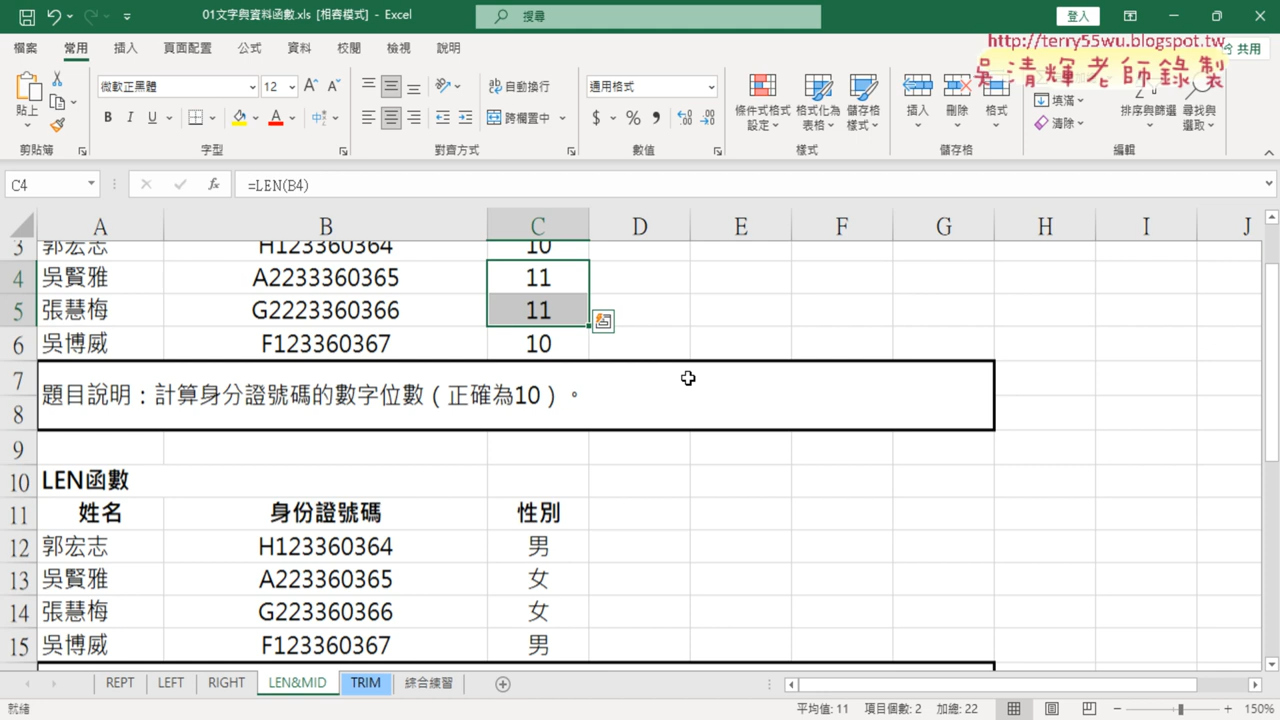 01文字與資料函數.xls [相容模式] - Excel
搜尋
登入
http://terry55wu.blogspot.tw
吳清輝老師錄製
檔案 常用 插入 頁面配置 公式 資料 校閱 檢視 說明 共用
貼上 微軟正黑體 12 自動換行 通用格式 條件式格式 設定 格式化為 表格 儲存格 樣式 插入 刪除 格式 填滿 排序與篩選 尋找與 選取
B I U 跨欄置中 $ % 清除
剪貼簿 字型 對齊方式 數值 樣式 儲存格 編輯
C4 fx =LEN(B4)
A B C D E F G H I J
3 郭宏志 H123360364 10
4 吳賢雅 A2233360365 11
5 張慧梅 G2223360366 11
6 吳博威 F123360367 10
7
題目說明：計算身分證號碼的數字位數（正確為10）。
8
9
10 LEN函數
11 姓名 身份證號碼 性別
12 郭宏志 H123360364 男
13 吳賢雅 A223360365 女
14 張慧梅 G223360366 女
15 吳博威 F123360367 男
REPT LEFT RIGHT LEN&MID TRIM 綜合練習
就緒 平均值: 11 項目個數: 2 加總: 22 150%